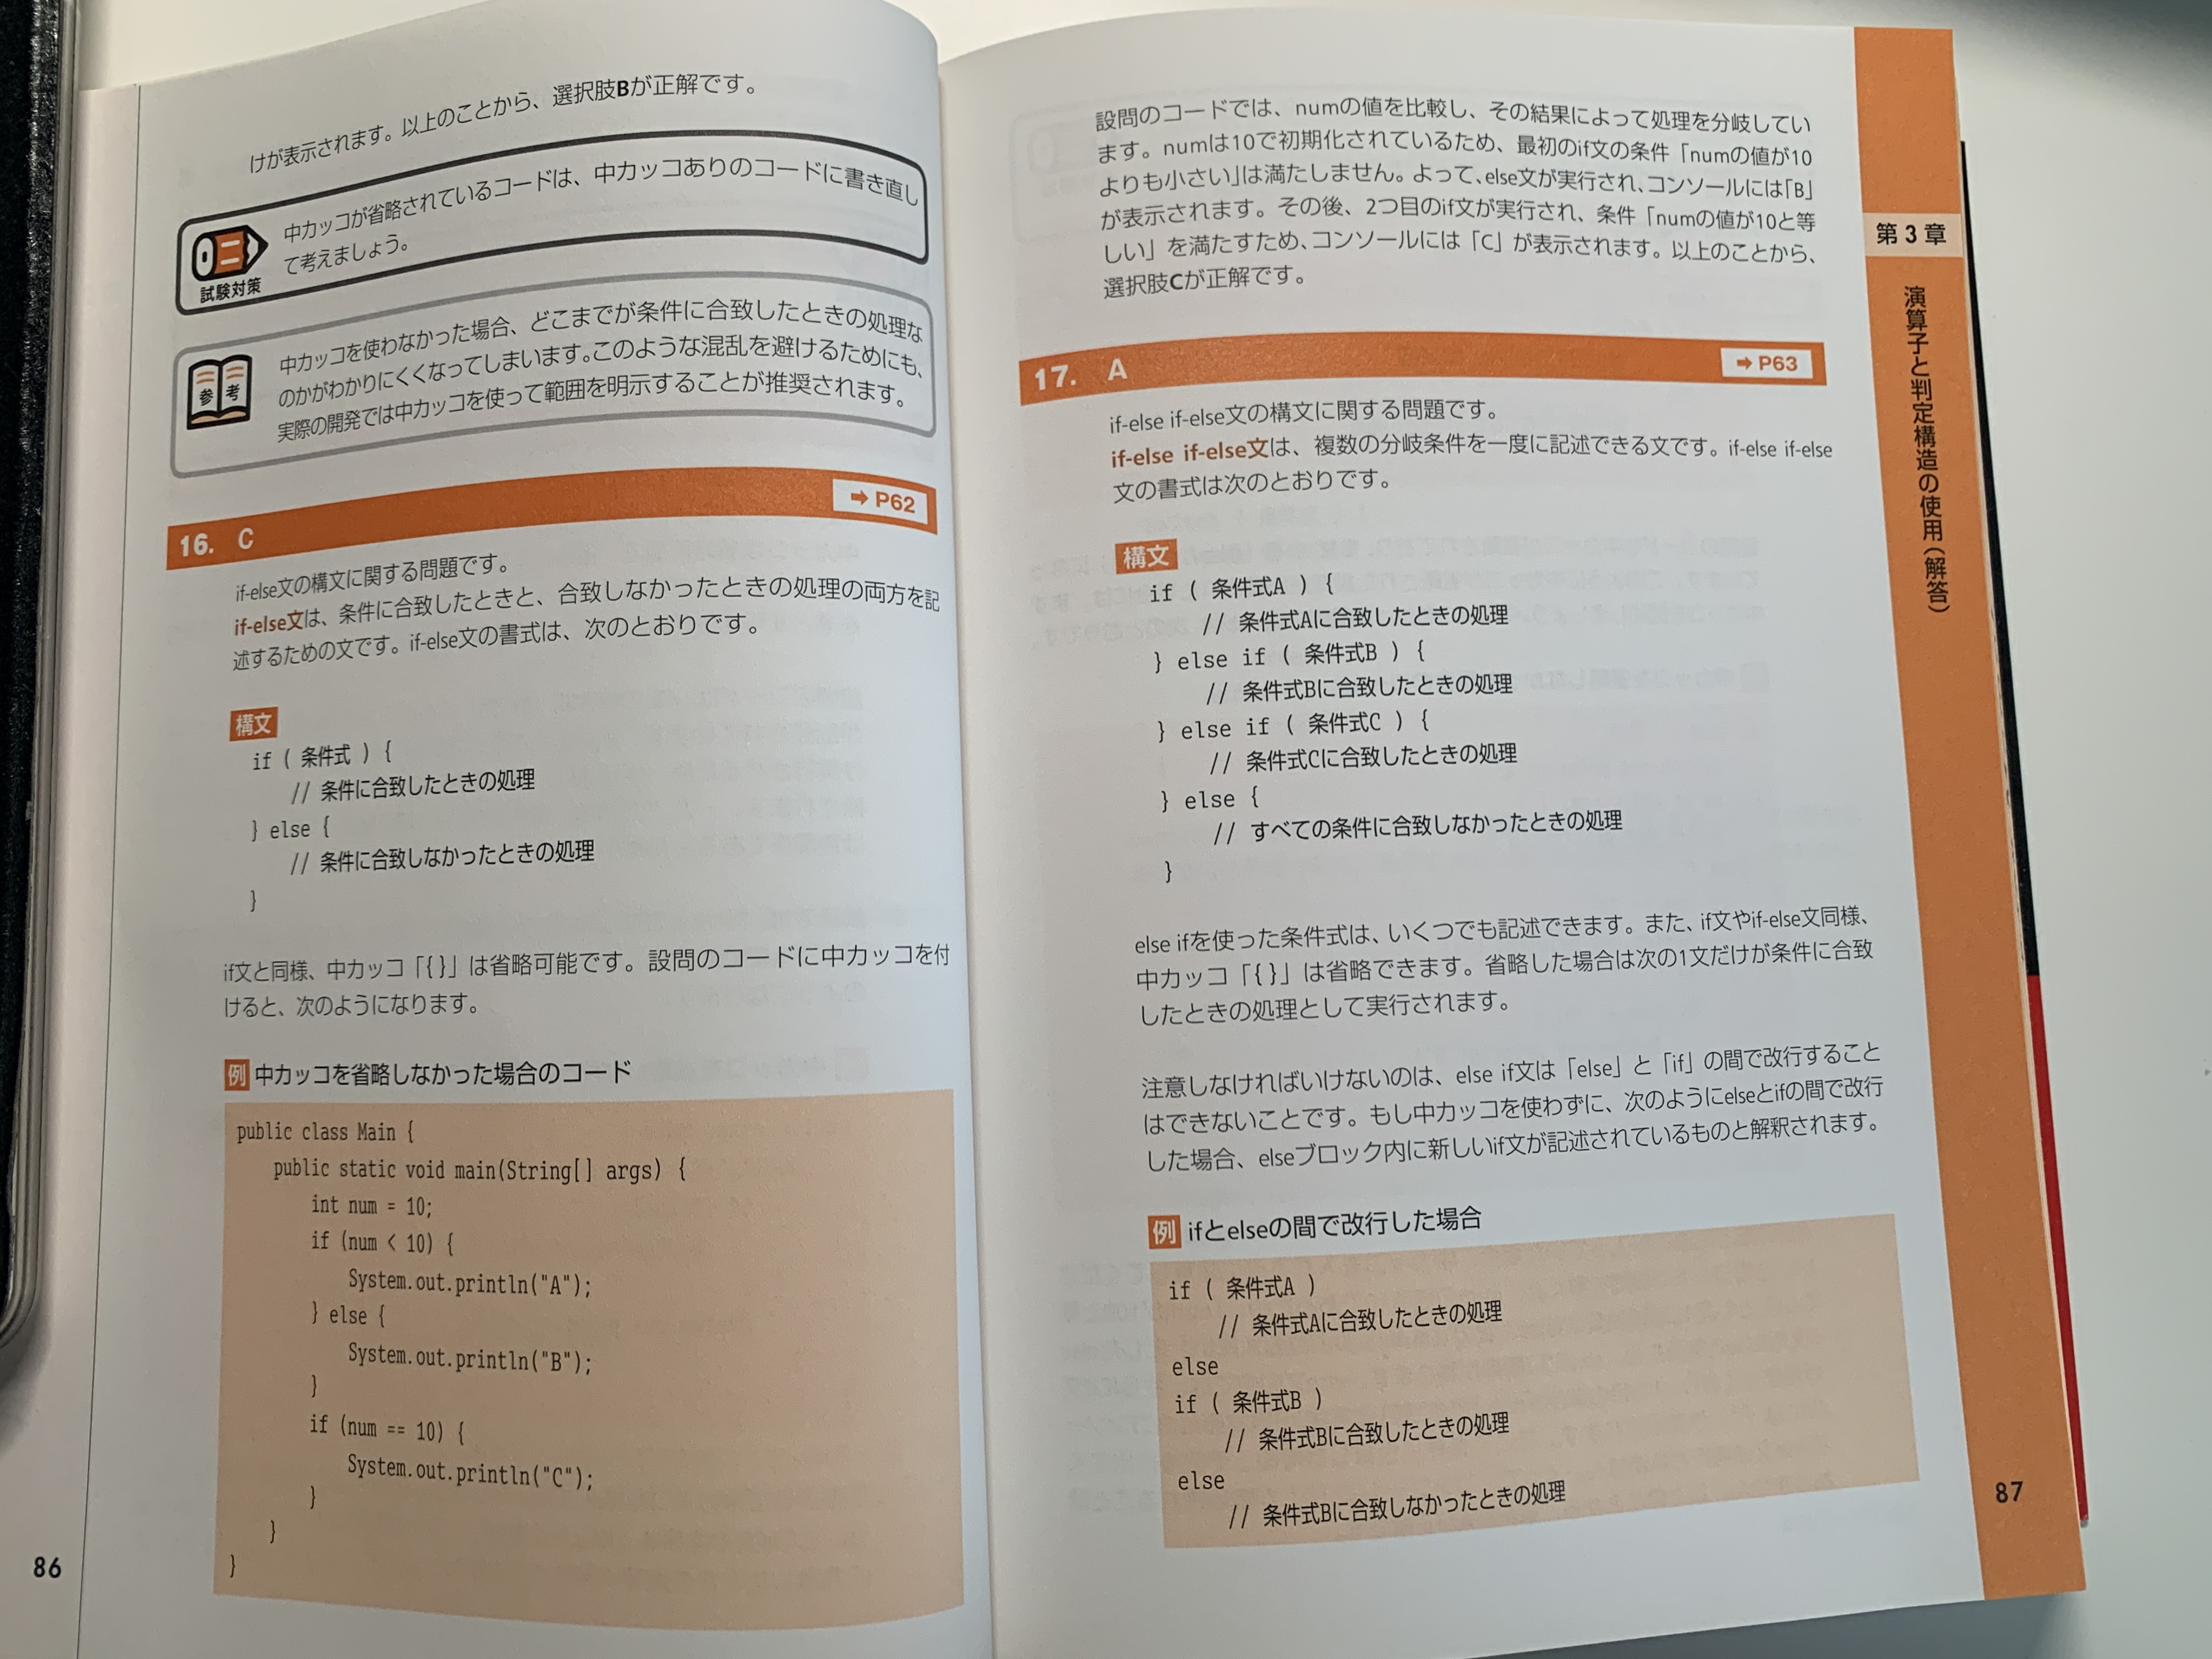 けが表示されます。以上のことから、選択肢Bが正解です。
試験対策
中カッコが省略されているコードは、中カッコありのコードに書き直し
て考えましょう。
参考
中カッコを使わなかった場合、どこまでが条件に合致したときの処理な
のかがわかりにくくなってしまいます。このような混乱を避けるためにも、
実際の開発では中カッコを使って範囲を明示することが推奨されます。
16. C
➡ P62
if-else文の構文に関する問題です。
if-else文は、条件に合致したときと、合致しなかったときの処理の両方を記
述するための文です。if-else文の書式は、次のとおりです。
構文
if ( 条件式 ) {
// 条件に合致したときの処理
} else {
// 条件に合致しなかったときの処理
}
if文と同様、中カッコ「{ }」は省略可能です。設問のコードに中カッコを付
けると、次のようになります。
例 中カッコを省略しなかった場合のコード
public class Main {
public static void main(String[] args) {
int num = 10;
if (num < 10) {
System.out.println("A");
} else {
System.out.println("B");
}
if (num == 10) {
System.out.println("C");
}
}
}
86
設問のコードでは、numの値を比較し、その結果によって処理を分岐してい
ます。numは10で初期化されているため、最初のif文の条件「numの値が10
よりも小さい」は満たしません。よって、else文が実行され、コンソールには「B」
が表示されます。その後、2つ目のif文が実行され、条件「numの値が10と等
しい」を満たすため、コンソールには「C」が表示されます。以上のことから、
選択肢Cが正解です。
17. A
➡ P63
if-else if-else文の構文に関する問題です。
if-else if-else文は、複数の分岐条件を一度に記述できる文です。if-else if-else
文の書式は次のとおりです。
構文
if ( 条件式A ) {
// 条件式Aに合致したときの処理
} else if ( 条件式B ) {
// 条件式Bに合致したときの処理
} else if ( 条件式C ) {
// 条件式Cに合致したときの処理
} else {
// すべての条件に合致しなかったときの処理
}
else ifを使った条件式は、いくつでも記述できます。また、if文やif-else文同様、
中カッコ「{ }」は省略できます。省略した場合は次の1文だけが条件に合致
したときの処理として実行されます。
注意しなければいけないのは、else if文は「else」と「if」の間で改行すること
はできないことです。もし中カッコを使わずに、次のようにelseとifの間で改行
した場合、elseブロック内に新しいif文が記述されているものと解釈されます。
例 ifとelseの間で改行した場合
if ( 条件式A )
// 条件式Aに合致したときの処理
else
if ( 条件式B )
// 条件式Bに合致したときの処理
else
// 条件式Bに合致しなかったときの処理
第3章
演算子と判定構造の使用(解答)
87